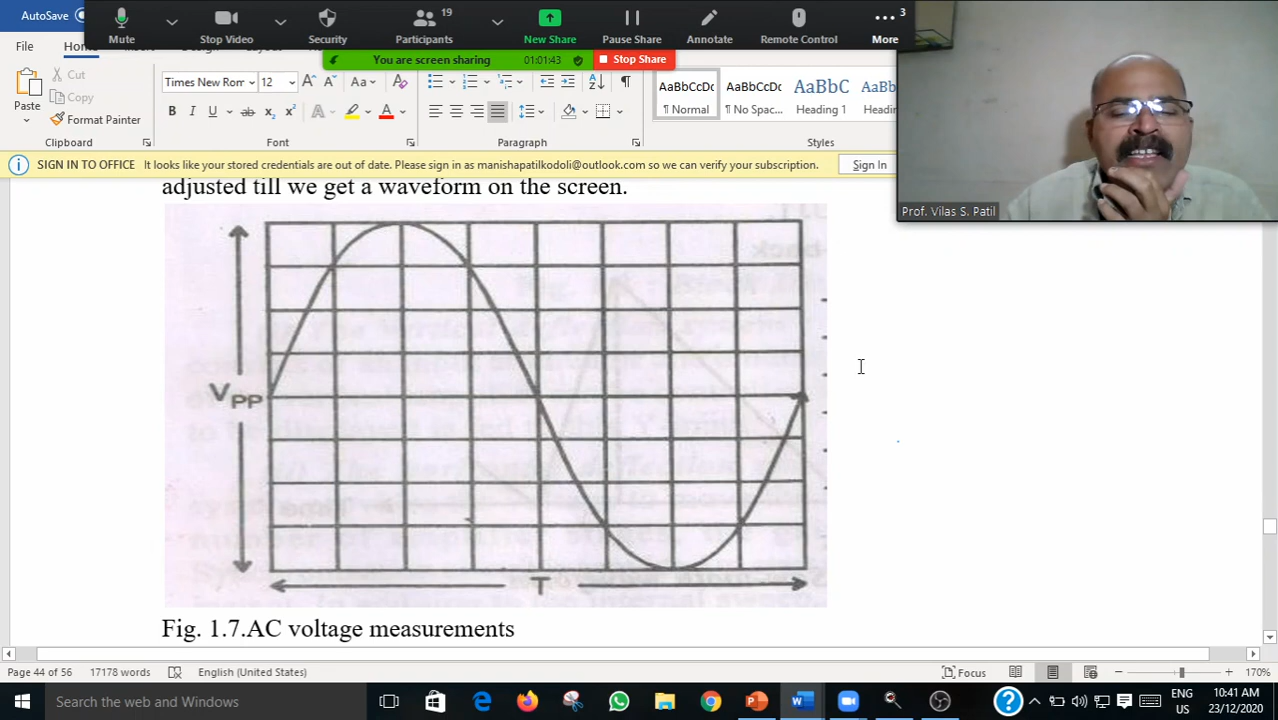 AutoSave
Mute
Stop Video
Security
19
Participants
New Share
Pause Share
Annotate
Remote Control
3
More
You are screen sharing
01:01:43
Stop Share
File
Home
Paste
Cut
Copy
Format Painter
Clipboard
Times New Rom
12
Aa
B I U ab x₂ x²
A
Font
Paragraph
AaBbCcDc
¶ Normal
AaBbCcDc
¶ No Spac...
AaBbC
Heading 1
Styles
SIGN IN TO OFFICE It looks like your stored credentials are out of date. Please sign in as manishapatilkodoli@outlook.com so we can verify your subscription.
Sign In
Prof. Vilas S. Patil
adjusted till we get a waveform on the screen.
VPP
T
Fig. 1.7.AC voltage measurements
Page 44 of 56
17178 words
English (United States)
Focus
170%
Search the web and Windows
ENG
US
10:41 AM
23/12/2020